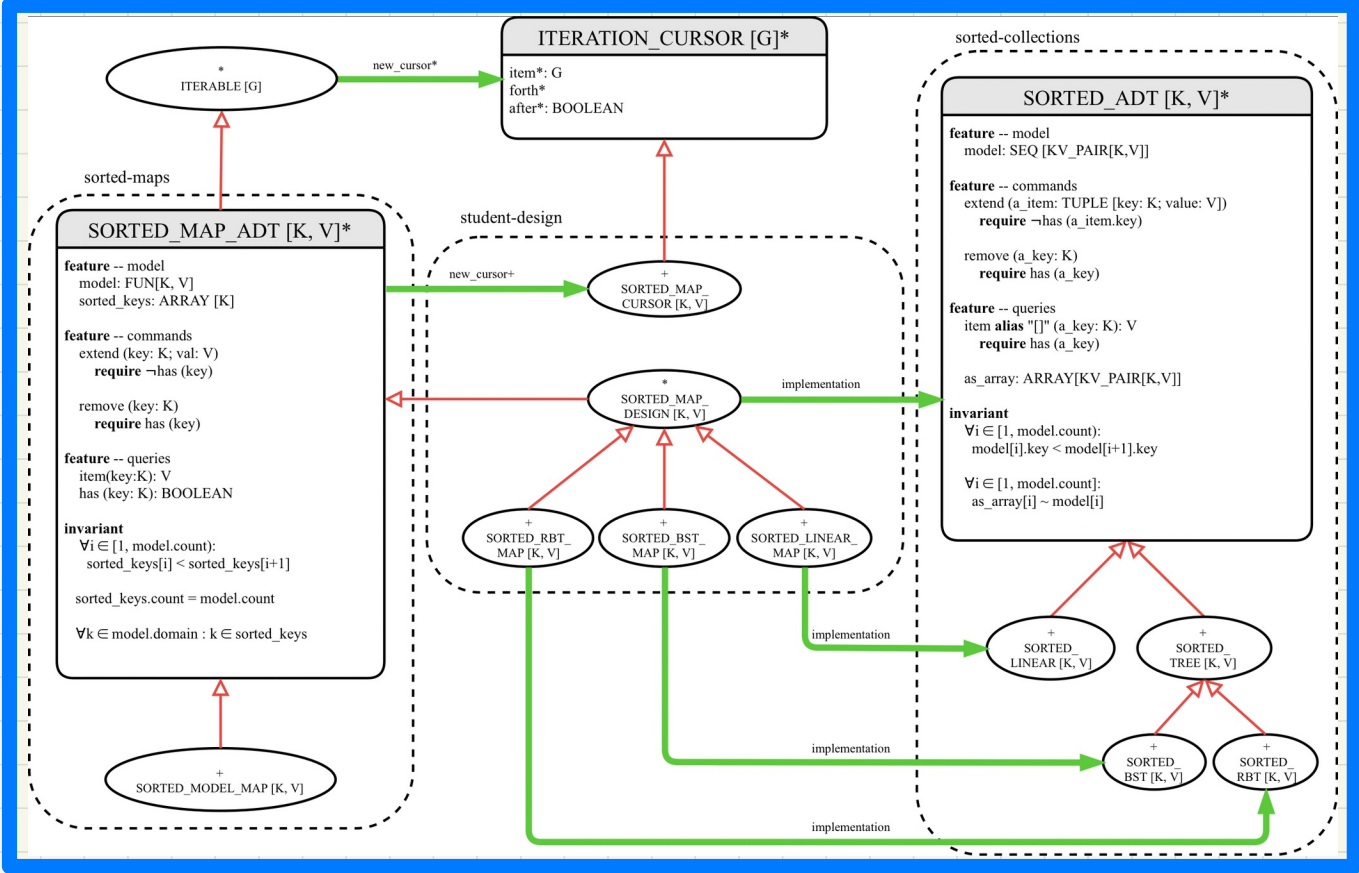 *
ITERABLE [G]
new_cursor*
ITERATION_CURSOR [G]*
item*: G
forth*
after*: BOOLEAN
sorted-maps
SORTED_MAP_ADT [K, V]*
feature -- model
model: FUN[K, V]
sorted_keys: ARRAY [K]
feature -- commands
extend (key: K; val: V)
require ¬has (key)
remove (key: K)
require has (key)
feature -- queries
item(key:K): V
has (key: K): BOOLEAN
invariant
∀i ∈ [1, model.count):
sorted_keys[i] < sorted_keys[i+1]
sorted_keys.count = model.count
∀k ∈ model.domain : k ∈ sorted_keys
+
SORTED_MODEL_MAP [K, V]
student-design
new_cursor+
+
SORTED_MAP_
CURSOR [K, V]
*
SORTED_MAP_
DESIGN [K, V]
implementation
+
SORTED_RBT_
MAP [K, V]
+
SORTED_BST_
MAP [K, V]
+
SORTED_LINEAR_
MAP [K, V]
implementation
implementation
implementation
sorted-collections
SORTED_ADT [K, V]*
feature -- model
model: SEQ [KV_PAIR[K,V]]
feature -- commands
extend (a_item: TUPLE [key: K; value: V])
require ¬has (a_item.key)
remove (a_key: K)
require has (a_key)
feature -- queries
item alias "[]" (a_key: K): V
require has (a_key)
as_array: ARRAY[KV_PAIR[K,V]]
invariant
∀i ∈ [1, model.count):
model[i].key < model[i+1].key
∀i ∈ [1, model.count]:
as_array[i] ~ model[i]
+
SORTED_
LINEAR [K, V]
+
SORTED_
TREE [K, V]
+
SORTED_
BST [K, V]
+
SORTED_
RBT [K, V]